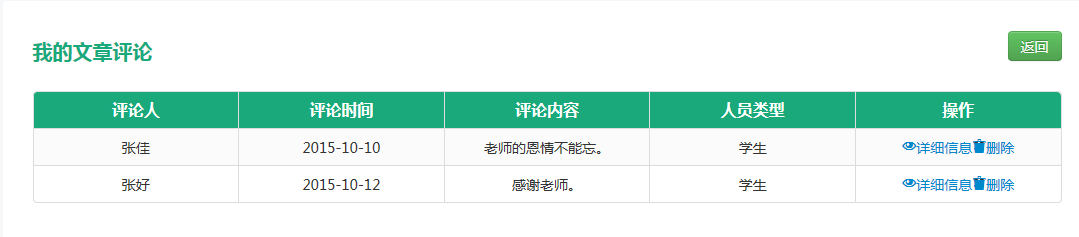 我的文章评论
返回
评论人 评论时间 评论内容 人员类型 操作
张佳 2015-10-10 老师的恩情不能忘。 学生 详细信息删除
张好 2015-10-12 感谢老师。 学生 详细信息删除